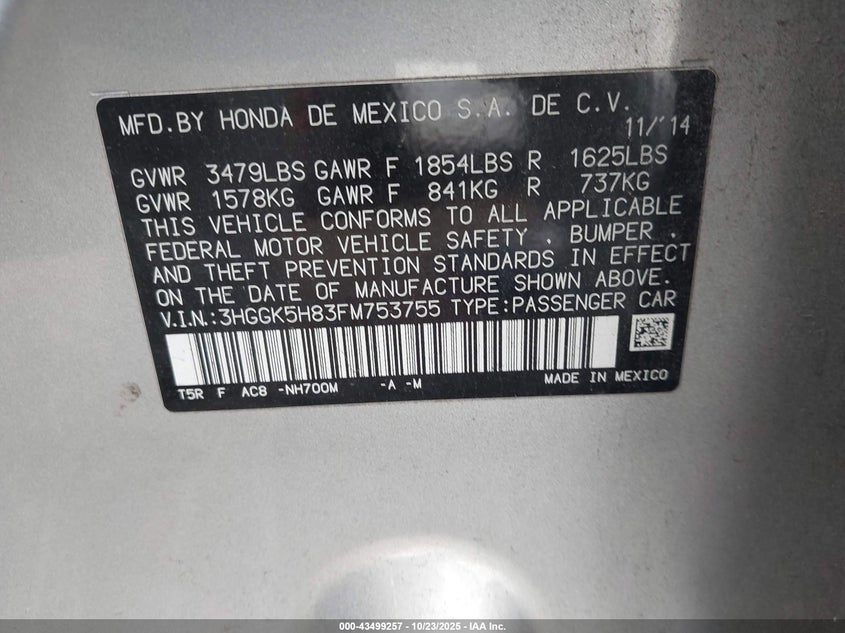 MFD.BY HONDA DE MEXICO S.A. DE C.V.
11/'14
GVWR 3479LBS GAWR F 1854LBS R 1625LBS
GVWR 1578KG GAWR F 841KG R 737KG
THIS VEHICLE CONFORMS TO ALL APPLICABLE
FEDERAL MOTOR VEHICLE SAFETY , BUMPER ,
AND THEFT PREVENTION STANDARDS IN EFFECT
ON THE DATE OF MANUFACTURE SHOWN ABOVE.
V.I.N.:3HGGK5H83FM753755 TYPE:PASSENGER CAR
T5R F AC8 -NH700M -A -M MADE IN MEXICO
000-43499257 - 10/23/2025 - IAA Inc.